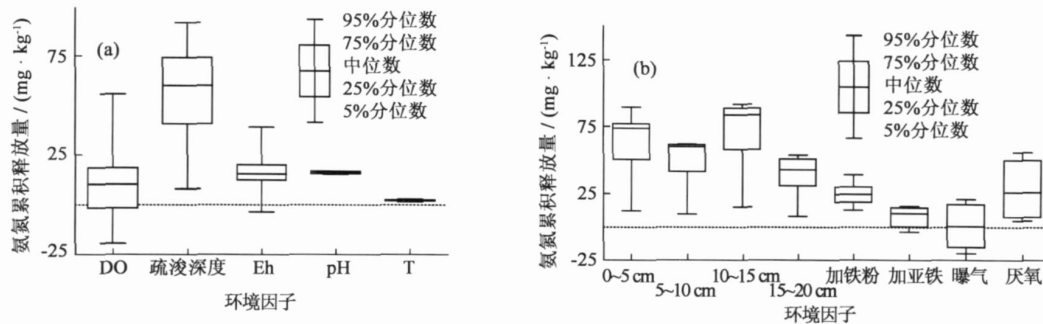 (a)
95%分位数
75%分位数
中位数
25%分位数
5%分位数
氨氮累积释放量 / (mg · kg⁻¹)
75
25
-25
DO 疏浚深度 Eh pH T
环境因子
(b)
95%分位数
75%分位数
中位数
25%分位数
5%分位数
氨氮累积释放量 / (mg · kg⁻¹)
125
75
25
-25
0~5 cm 10~15 cm 加铁粉 加亚铁 曝气 厌氧
5~10 cm 15~20 cm
环境因子